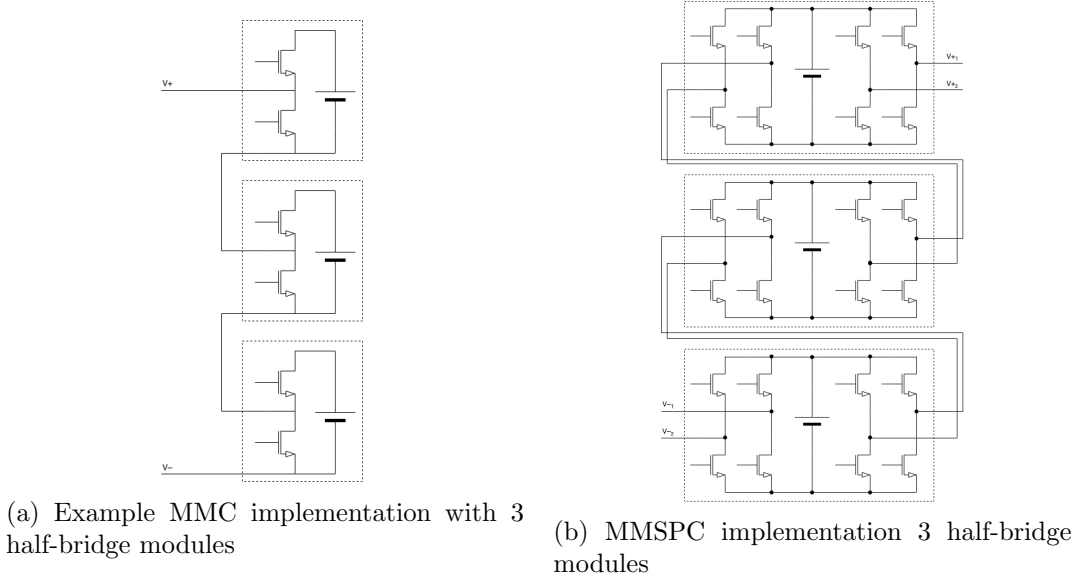 V+
V−
(a) Example MMC implementation with 3
half-bridge modules
V+₁
V+₂
V−₁
V−₂
(b) MMSPC implementation 3 half-bridge
modules